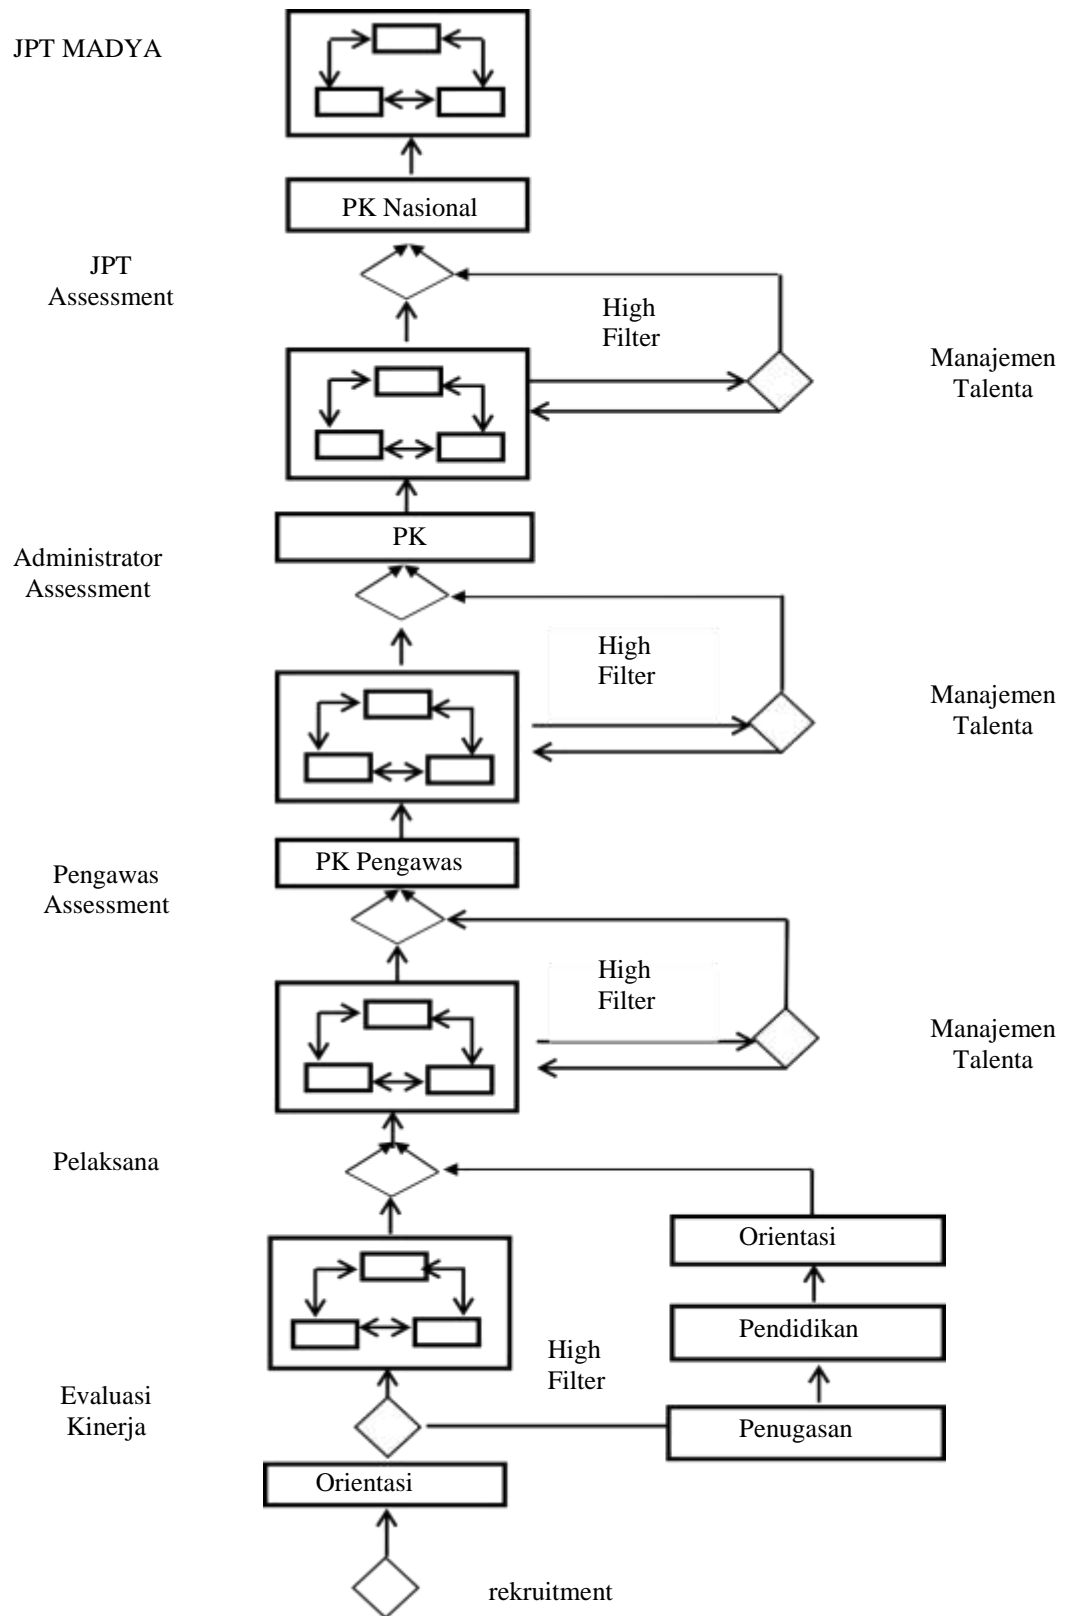 JPT MADYA
PK Nasional
JPT
Assessment
High
Filter
Manajemen
Talenta
PK
Administrator
Assessment
High
Filter
Manajemen
Talenta
PK Pengawas
Pengawas
Assessment
High
Filter
Manajemen
Talenta
Pelaksana
Orientasi
Pendidikan
High
Filter
Evaluasi
Kinerja
Penugasan
Orientasi
rekruitment